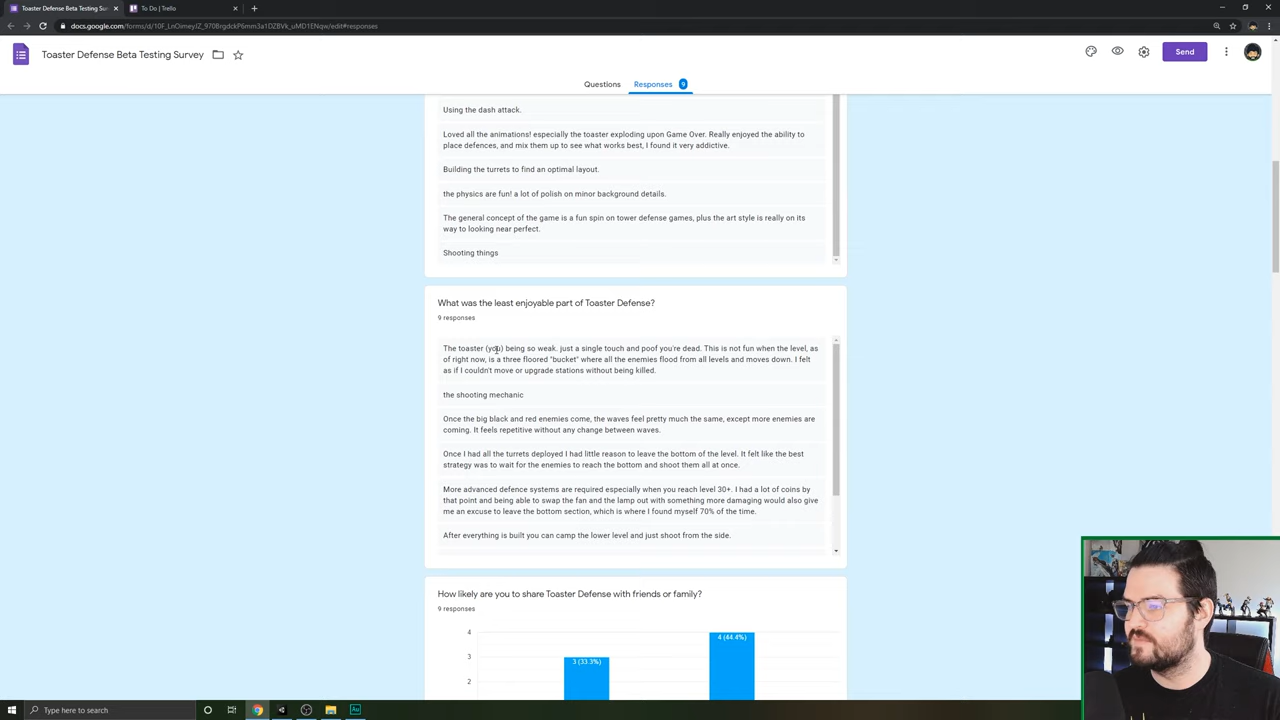 Toaster Defense Beta Testing Surve
To Do | Trello
docs.google.com/forms/d/
Toaster Defense Beta Testing Survey
Send
Questions
Responses 9
Using the dash attack.
Loved all the animations! especially the toaster exploding upon Game Over. Really enjoyed the ability to
place defences, and mix them up to see what works best, I found it very addictive.
Building the turrets to find an optimal layout.
the physics are fun! a lot of polish on minor background details.
The general concept of the game is a fun spin on tower defense games, plus the art style is really on its
way to looking near perfect.
Shooting things
What was the least enjoyable part of Toaster Defense?
9 responses
The toaster (you) being so weak. just a single touch and poof you're dead. This is not fun when the level, as
of right now, is a three floored "bucket" where all the enemies flood from all levels and moves down. I felt
as if I couldn't move or upgrade stations without being killed.
the shooting mechanic
Once the big black and red enemies come, the waves feel pretty much the same, except more enemies are
coming. It feels repetitive without any change between waves.
Once I had all the turrets deployed I had little reason to leave the bottom of the level. It felt like the best
strategy was to wait for the enemies to reach the bottom and shoot them all at once.
More advanced defence systems are required especially when you reach level 30+. I had a lot of coins by
that point and being able to swap the fan and the lamp out with something more damaging would also give
me an excuse to leave the bottom section, which is where I found myself 70% of the time.
After everything is built you can camp the lower level and just shoot from the side.
How likely are you to share Toaster Defense with friends or family?
9 responses
4
4 (44.4%)
3
3 (33.3%)
2
Type here to search
Au